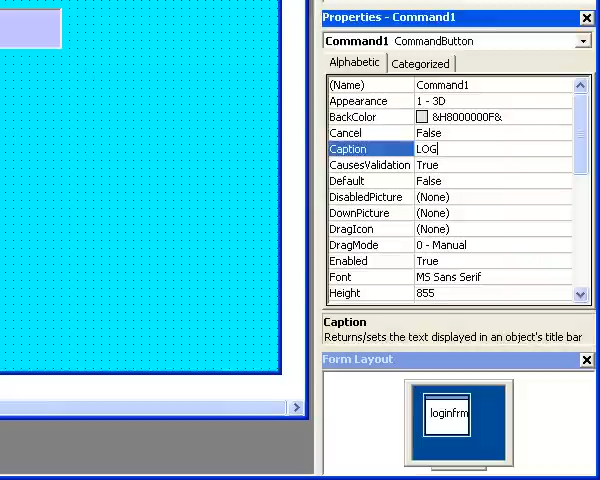 Properties - Command1
Command1 CommandButton
Alphabetic Categorized
(Name) Command1
Appearance 1 - 3D
BackColor &H8000000F&
Cancel False
Caption LOG
CausesValidation True
Default False
DisabledPicture (None)
DownPicture (None)
DragIcon (None)
DragMode 0 - Manual
Enabled True
Font MS Sans Serif
Height 855
Caption
Returns/sets the text displayed in an object's title bar
Form Layout
loginfrm